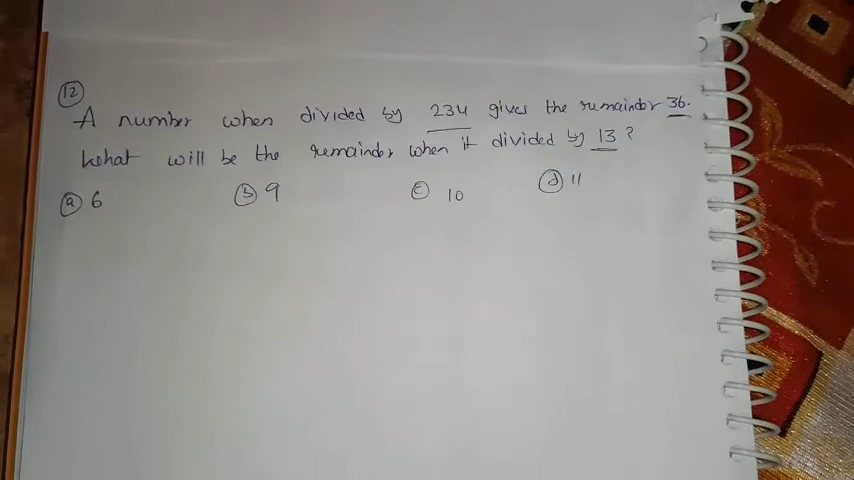 12
A number when divided by 234 gives the remainder 36.
What will be the remainder when it divided by 13 ?
a 6 b 9 c 10 d 11